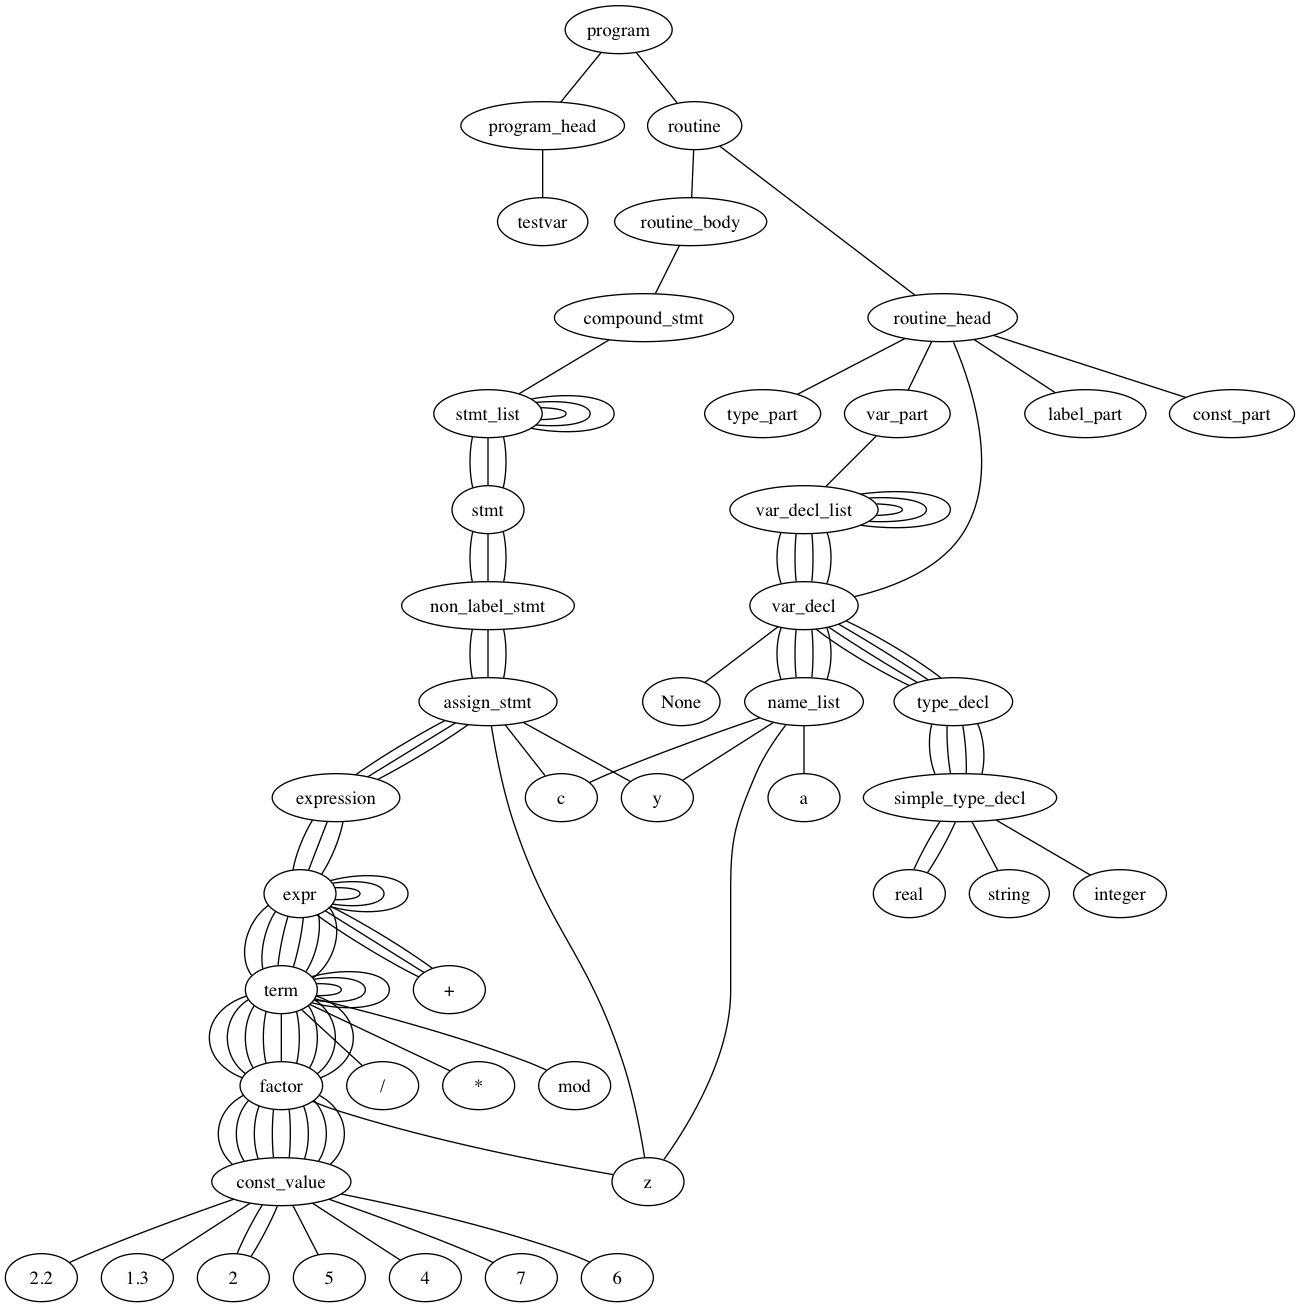 program
program_head
routine
testvar
routine_body
compound_stmt
routine_head
stmt_list
type_part
var_part
label_part
const_part
stmt
var_decl_list
non_label_stmt
var_decl
assign_stmt
None
name_list
type_decl
expression
c
y
a
simple_type_decl
expr
real
string
integer
term
+
factor
/
*
mod
const_value
z
2.2
1.3
2
5
4
7
6